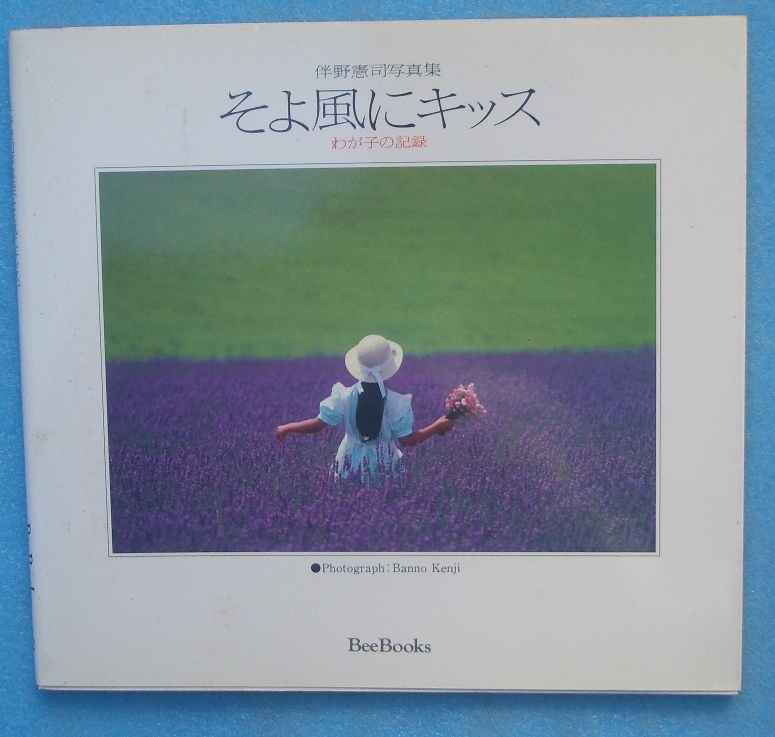 伴野憲司写真集
そよ風にキッス
わが子の記録
●Photograph：Banno Kenji
BeeBooks